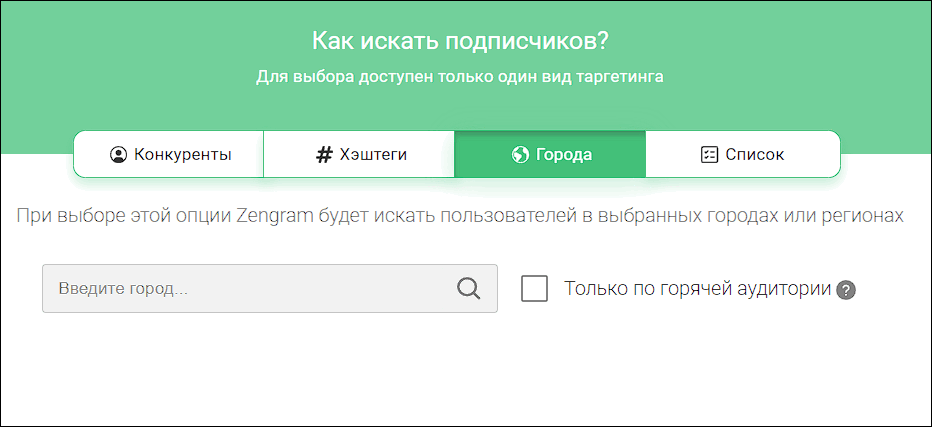 Как искать подписчиков?
Для выбора доступен только один вид таргетинга
Конкуренты # Хэштеги Города Список
При выборе этой опции Zengram будет искать пользователей в выбранных городах или регионах
Введите город... Только по горячей аудитории ?